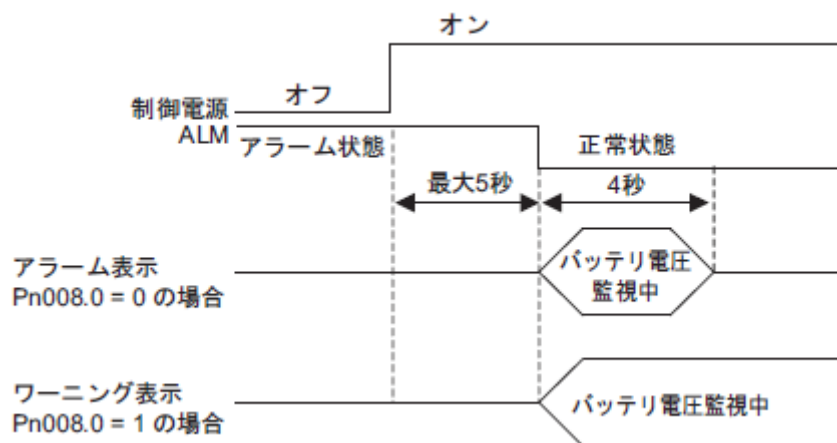 オン
オフ
制御電源
ALM
アラーム状態
正常状態
最大5秒
4秒
アラーム表示
Pn008.0 = 0 の場合
バッテリ電圧
監視中
ワーニング表示
Pn008.0 = 1 の場合
バッテリ電圧監視中